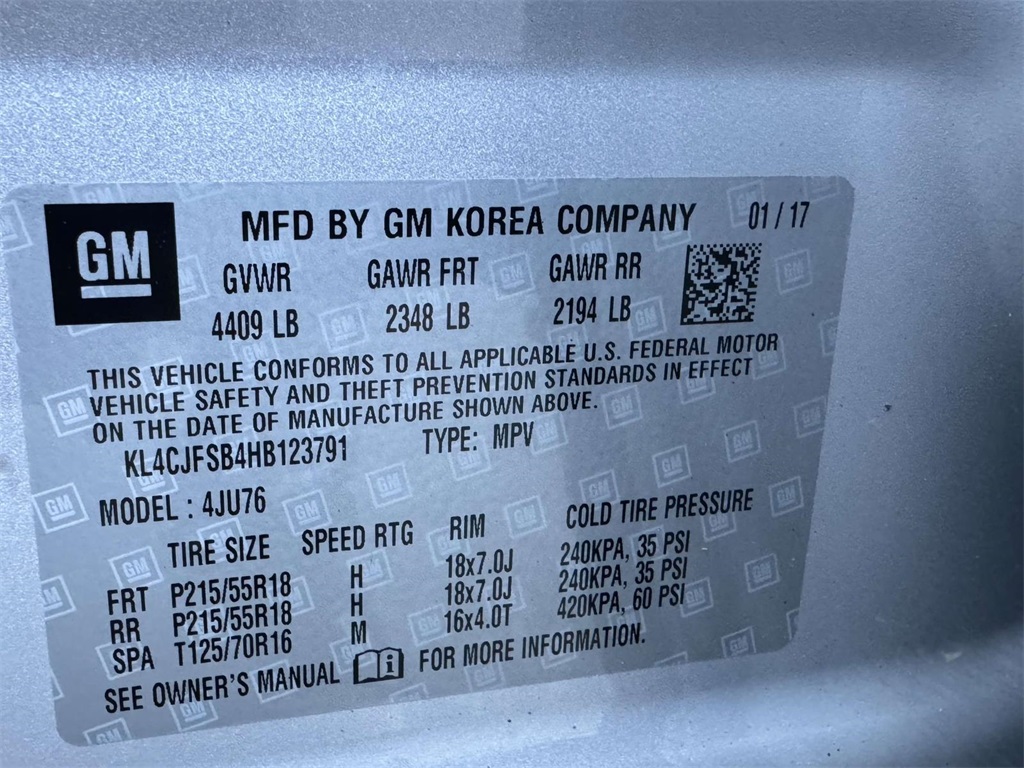 GM
MFD BY GM KOREA COMPANY 01 / 17
GVWR GAWR FRT GAWR RR
4409 LB 2348 LB 2194 LB
THIS VEHICLE CONFORMS TO ALL APPLICABLE U.S. FEDERAL MOTOR
VEHICLE SAFETY AND THEFT PREVENTION STANDARDS IN EFFECT
ON THE DATE OF MANUFACTURE SHOWN ABOVE.
KL4CJFSB4HB123791 TYPE: MPV
MODEL : 4JU76
TIRE SIZE SPEED RTG RIM COLD TIRE PRESSURE
FRT P215/55R18 H 18x7.0J 240KPA, 35 PSI
RR P215/55R18 H 18x7.0J 240KPA, 35 PSI
SPA T125/70R16 M 16x4.0T 420KPA, 60 PSI
SEE OWNER'S MANUAL FOR MORE INFORMATION.